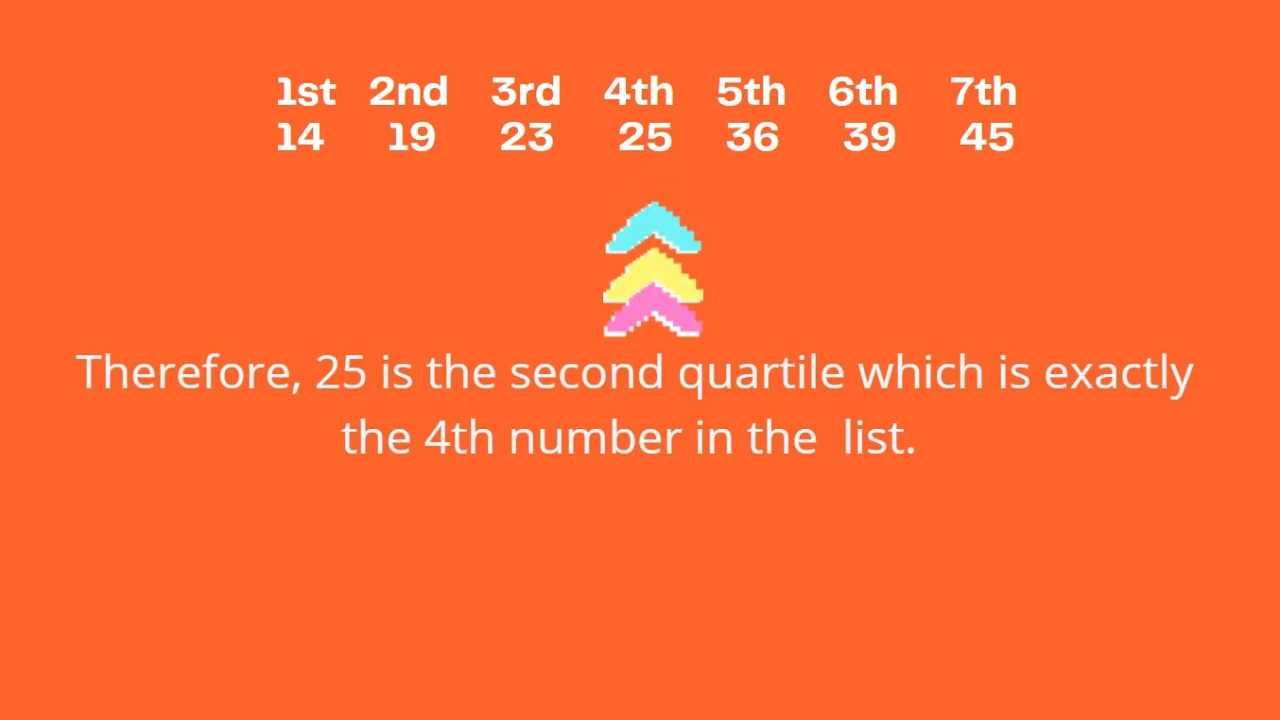 1st 2nd 3rd 4th 5th 6th 7th
14 19 23 25 36 39 45
Therefore, 25 is the second quartile which is exactly
the 4th number in the list.